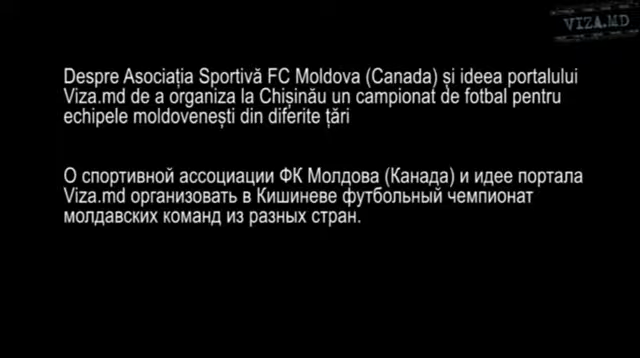 VIZA.MD
Despre Asociația Sportivă FC Moldova (Canada) și ideea portalului
Viza.md de a organiza la Chișinău un campionat de fotbal pentru
echipele moldovenești din diferite țări
О спортивной ассоциации ФК Молдова (Канада) и идее портала
Viza.md организовать в Кишиневе футбольный чемпионат
молдавских команд из разных стран.